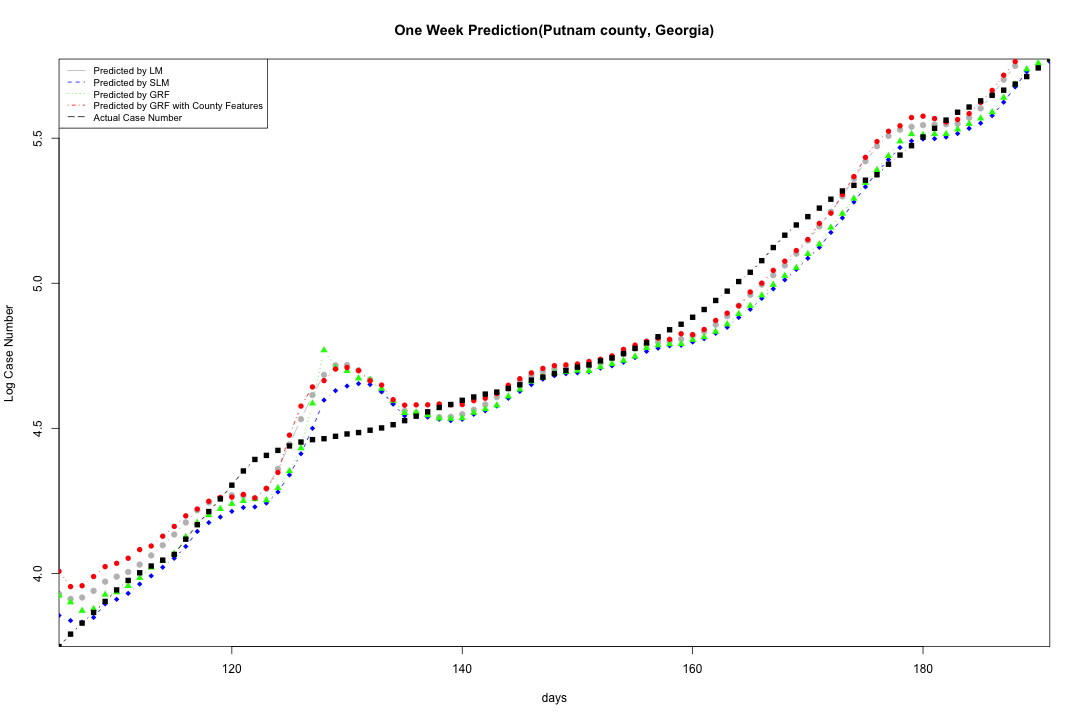 One Week Prediction(Putnam county, Georgia)
Predicted by LM
Predicted by SLM
Predicted by GRF
Predicted by GRF with County Features
Actual Case Number
5.5
5.0
4.5
4.0
Log Case Number
120 140 160 180
days